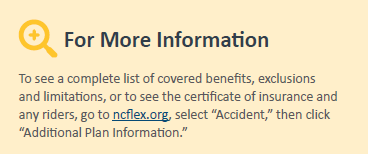 For More Information
To see a complete list of covered benefits, exclusions
and limitations, or to see the certificate of insurance and
any riders, go to ncflex.org, select “Accident,” then click
“Additional Plan Information.”